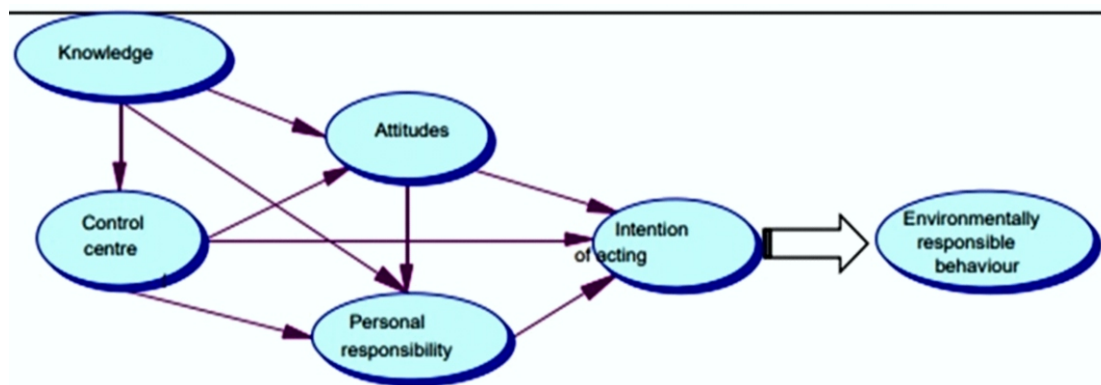 Knowledge
Attitudes
Control
centre
Intention
of acting
Environmentally
responsible
behaviour
Personal
responsibility